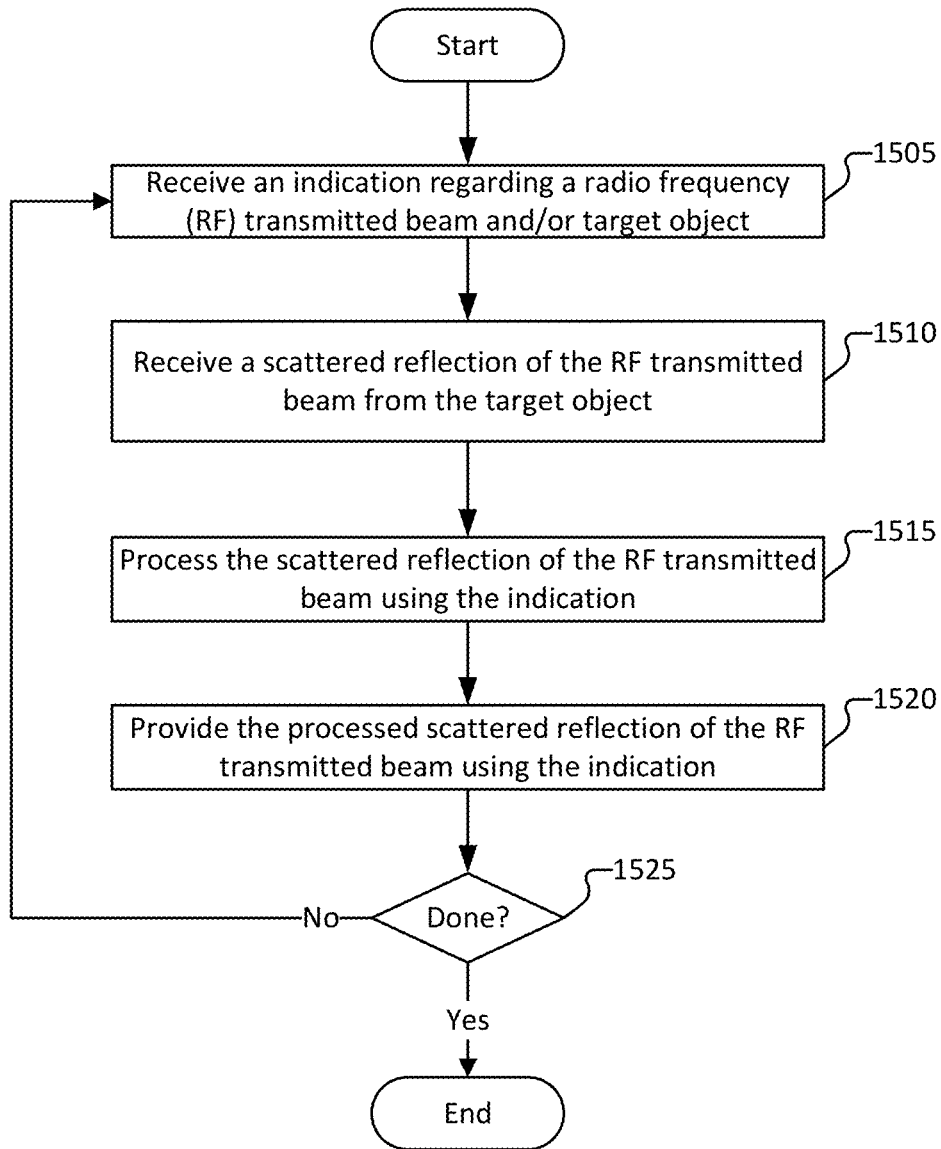 Start
1505
Receive an indication regarding a radio frequency
(RF) transmitted beam and/or target object
1510
Receive a scattered reflection of the RF transmitted
beam from the target object
1515
Process the scattered reflection of the RF transmitted
beam using the indication
1520
Provide the processed scattered reflection of the RF
transmitted beam using the indication
1525
No
Done?
Yes
End